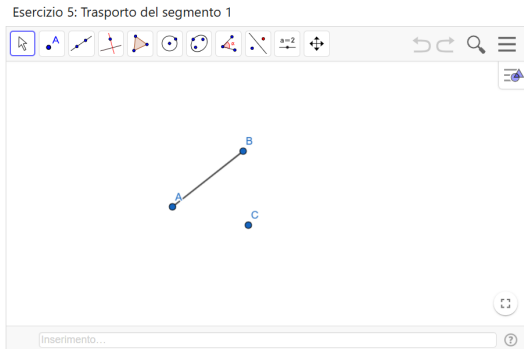 Esercizio 5: Trasporto del segmento 1
A
α
a=2
B
A
C
Inserimento...
?